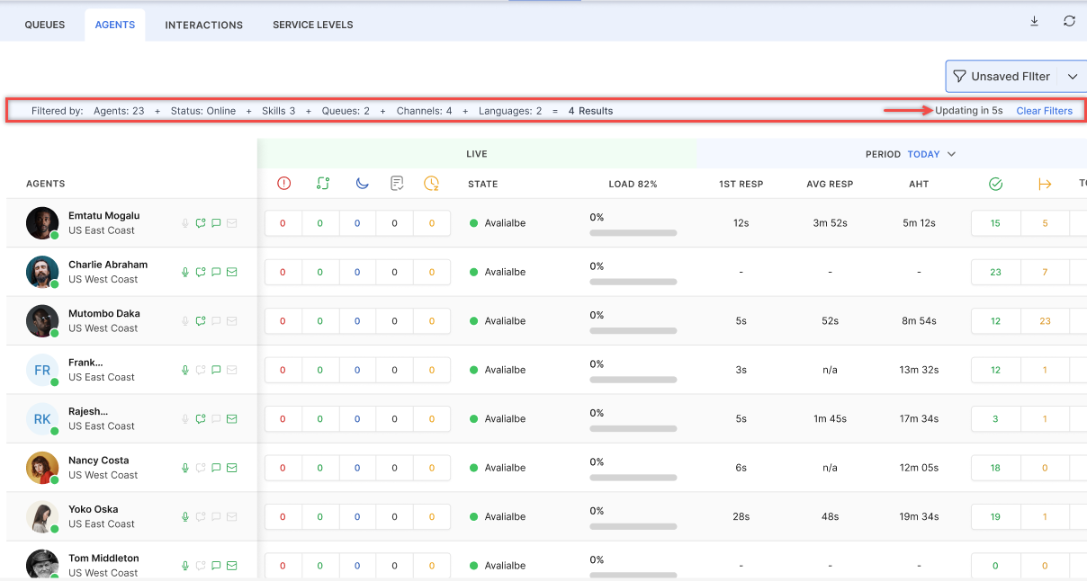 QUEUES AGENTS INTERACTIONS SERVICE LEVELS
Unsaved FIlter
Filtered by: Agents: 23 + Status: Online + Skills 3 + Queues: 2 + Channels: 4 + Languages: 2 = 4 Results Updating in 5s Clear Filters
LIVE PERIOD TODAY
AGENTS STATE LOAD 82% 1ST RESP AVG RESP AHT
Emtatu Mogalu
US East Coast
0 0 0 0 0 Avalialbe 0% 12s 3m 52s 5m 12s 15 5
Charlie Abraham
US West Coast
0 0 0 0 0 Avalialbe 0% - - - 23 7
Mutombo Daka
US West Coast
0 0 0 0 0 Avalialbe 0% 5s 52s 8m 54s 12 23
FR Frank...
US East Coast
0 0 0 0 0 Avalialbe 0% 3s n/a 13m 32s 12 1
RK Rajesh...
US East Coast
0 0 0 0 0 Avalialbe 0% 5s 1m 45s 17m 34s 3 1
Nancy Costa
US West Coast
0 0 0 0 0 Avalialbe 0% 6s n/a 12m 05s 18 0
Yoko Oska
US East Coast
0 0 0 0 0 Avalialbe 0% 28s 48s 19m 34s 19 1
Tom Middleton
US West Coast
0 0 0 0 0 Avalialbe 0% - - - 0 0